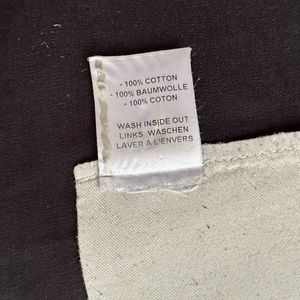 - 100% COTTON
- 100% BAUMWOLLE
- 100% COTON
WASH INSIDE OUT
LINKS WASCHEN
LAVER A L'ENVERS